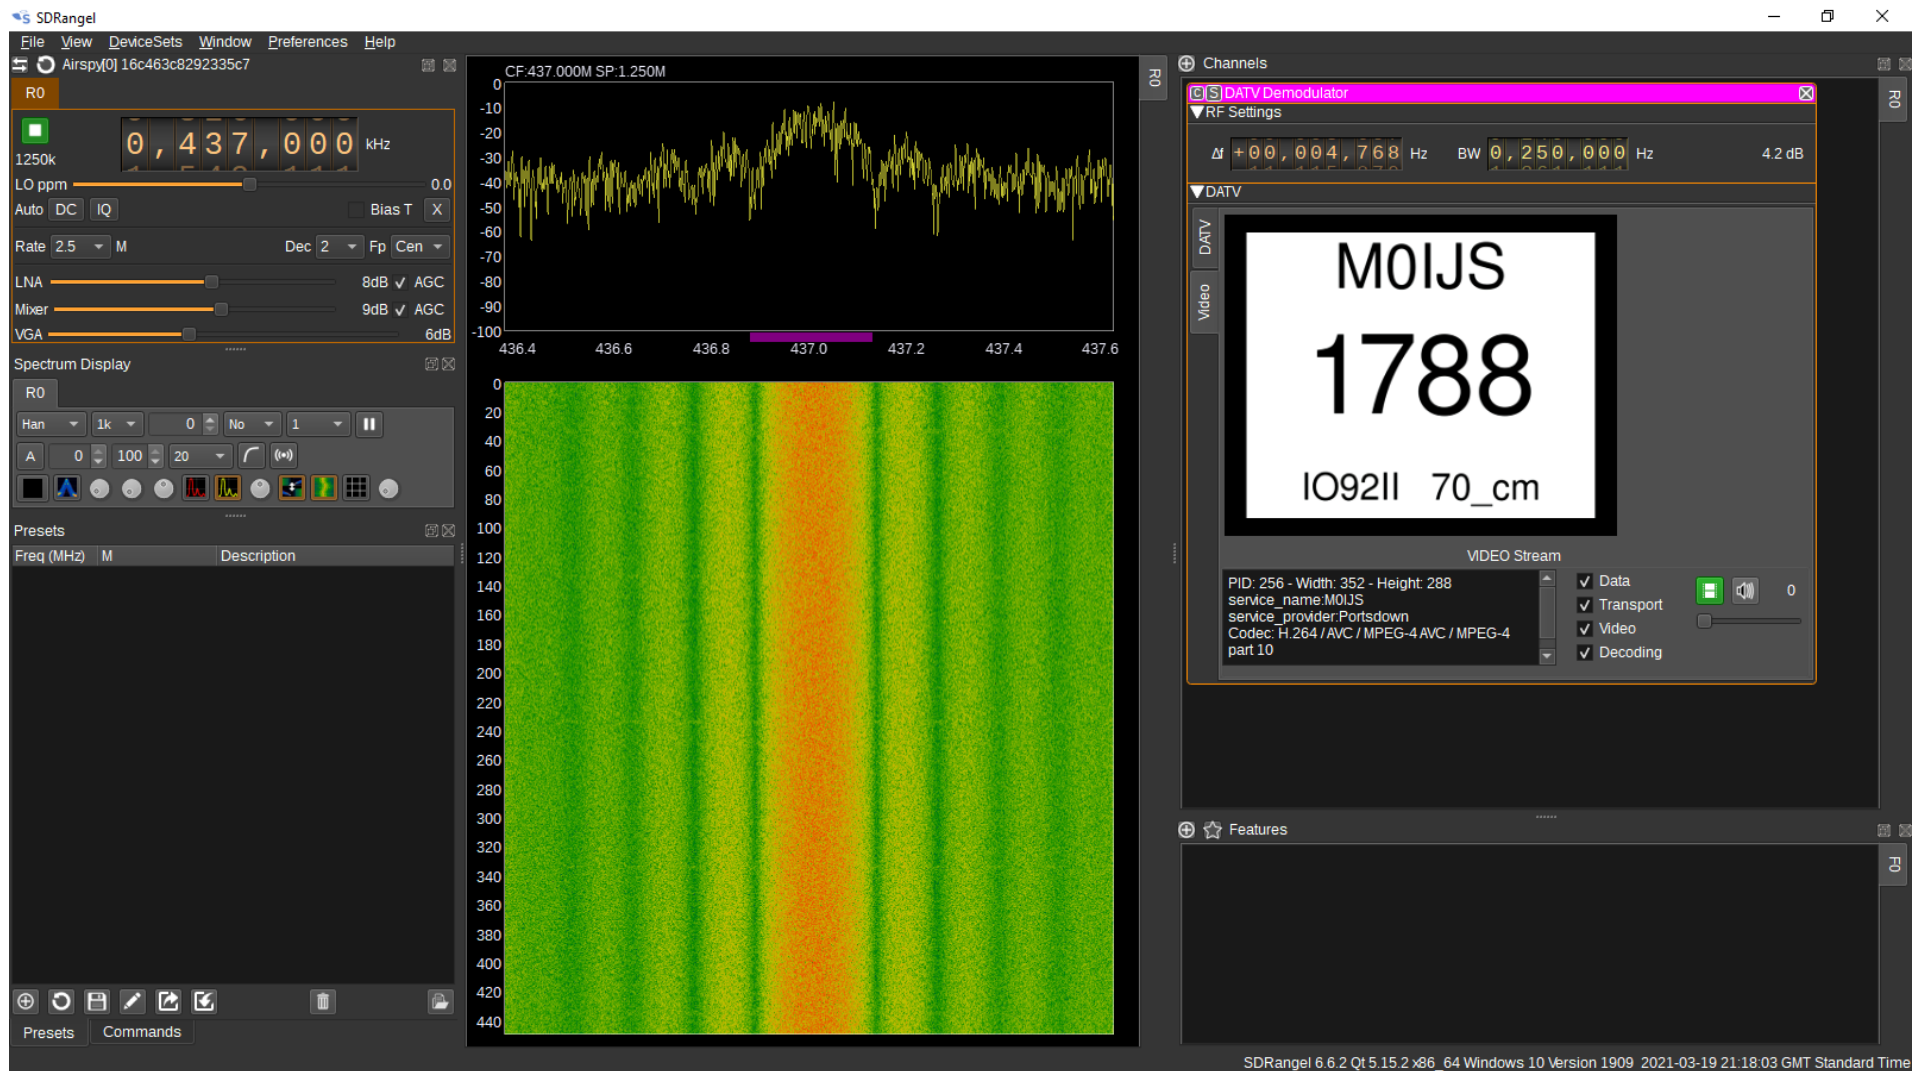 SDRangel
File View DeviceSets Window Preferences Help
Airspy[0] 16c463c8292335c7
R0
0,437,000 kHz
1250k
LO ppm 0.0
Auto DC IQ Bias T X
Rate 2.5 M Dec 2 Fp Cen
LNA 8dB AGC
Mixer 9dB AGC
VGA 6dB
Spectrum Display
R0
Han 1k 0 No 1
A 0 100 20
Presets
Freq (MHz) M Description
Presets Commands
CF:437.000M SP:1.250M
0
-10
-20
-30
-40
-50
-60
-70
-80
-90
-100
436.4 436.6 436.8 437.0 437.2 437.4 437.6
0
20
40
60
80
100
120
140
160
180
200
220
240
260
280
300
320
340
360
380
400
420
440
R0
Channels
R0
C S DATV Demodulator
RF Settings
Δf +00,004,768 Hz BW 0,250,000 Hz 4.2 dB
DATV
DATV
Video
M0IJS
1788
IO92II 70_cm
VIDEO Stream
PID: 256 - Width: 352 - Height: 288
service_name:M0IJS
service_provider:Portsdown
Codec: H.264 / AVC / MPEG-4 AVC / MPEG-4
part 10
Data
Transport
Video
Decoding
0
Features
F0
SDRangel 6.6.2 Qt 5.15.2 x86_64 Windows 10 Version 1909 2021-03-19 21:18:03 GMT Standard Time